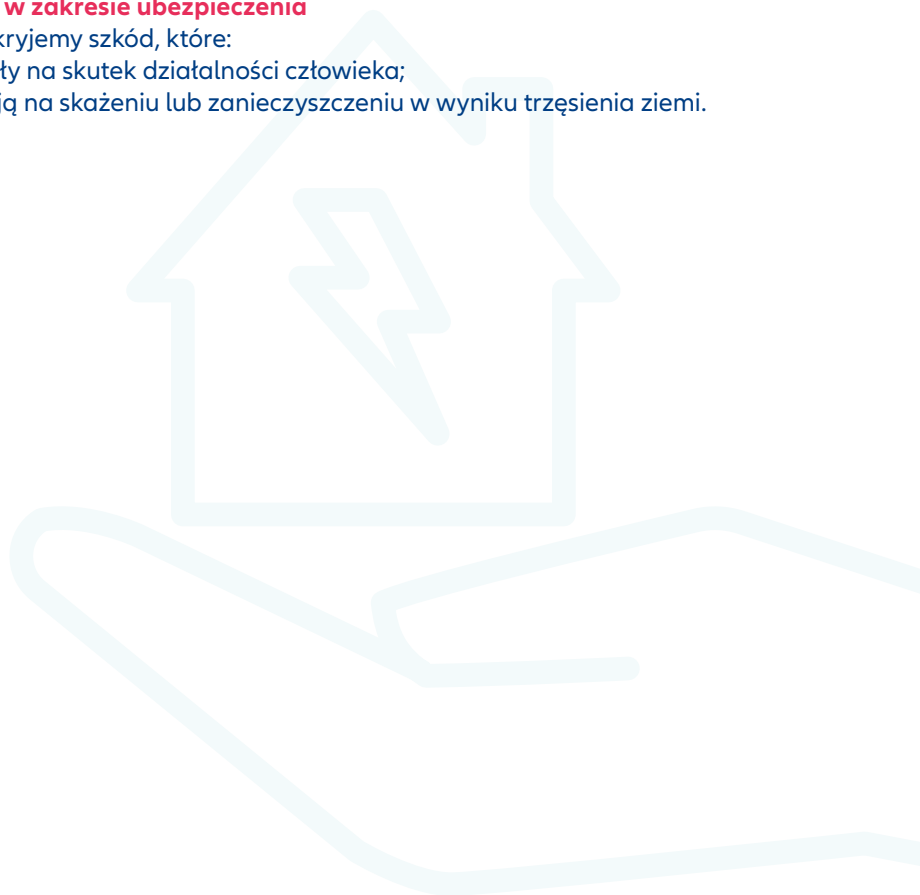 w zakresie ubezpieczenia
kryjemy szkód, które:
ły na skutek działalności człowieka;
ją na skażeniu lub zanieczyszczeniu w wyniku trzęsienia ziemi.